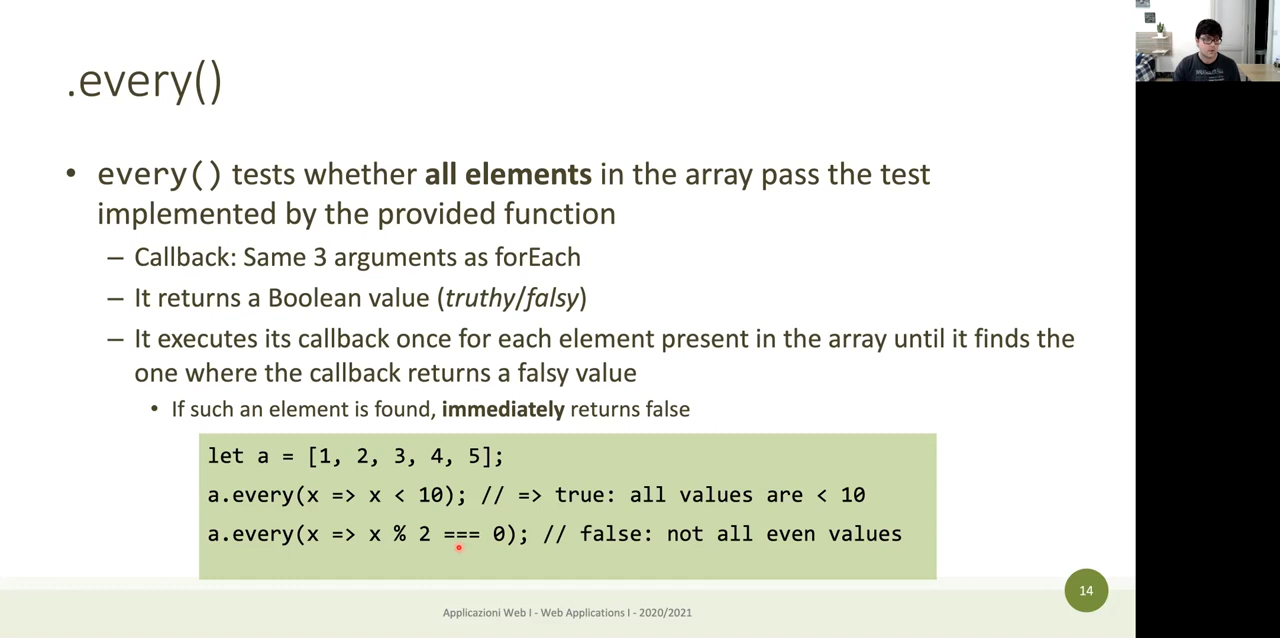 .every()
• every() tests whether all elements in the array pass the test
implemented by the provided function
– Callback: Same 3 arguments as forEach
– It returns a Boolean value (truthy/falsy)
– It executes its callback once for each element present in the array until it finds the
one where the callback returns a falsy value
• If such an element is found, immediately returns false
let a = [1, 2, 3, 4, 5];
a.every(x => x < 10); // => true: all values are < 10
a.every(x => x % 2 === 0); // false: not all even values
14
Applicazioni Web I - Web Applications I - 2020/2021